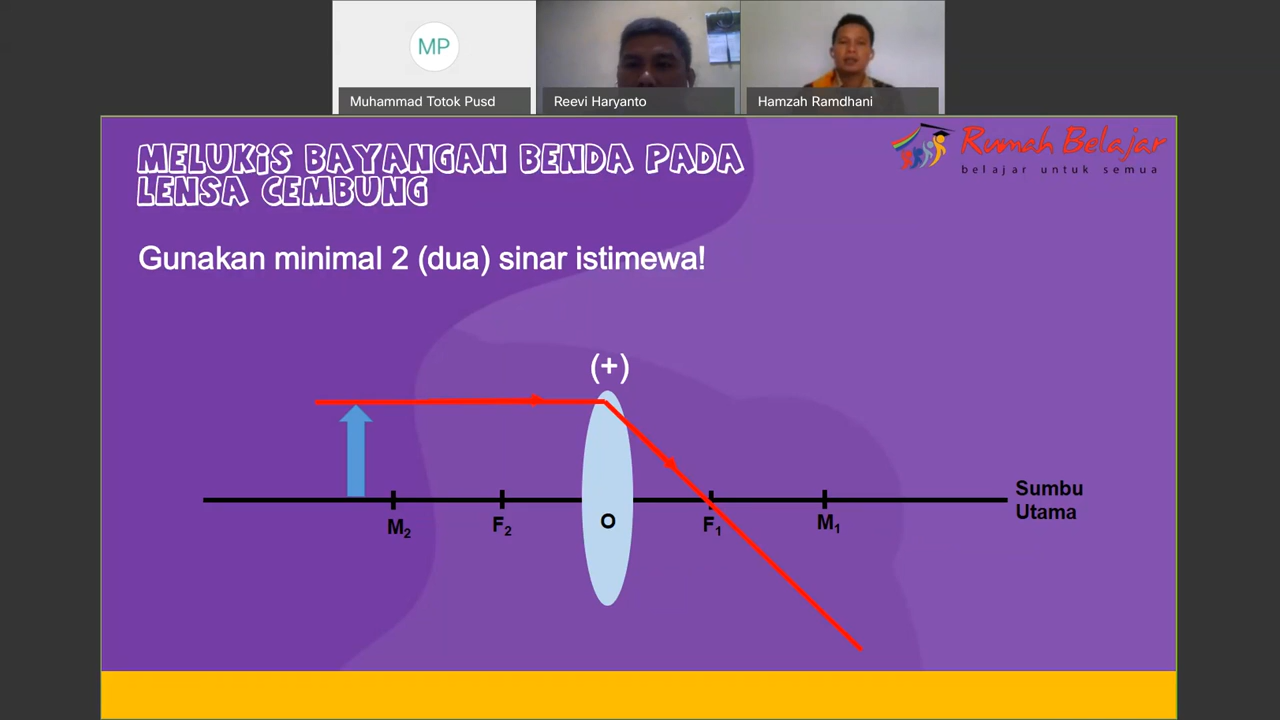 MP
Muhammad Totok Pusd
Reevi Haryanto
Hamzah Ramdhani
MELUKIS BAYANGAN BENDA PADA
LENSA CEMBUNG
Rumah Belajar
belajar untuk semua
Gunakan minimal 2 (dua) sinar istimewa!
(+)
M₂
F₂
O
F₁
M₁
Sumbu
Utama